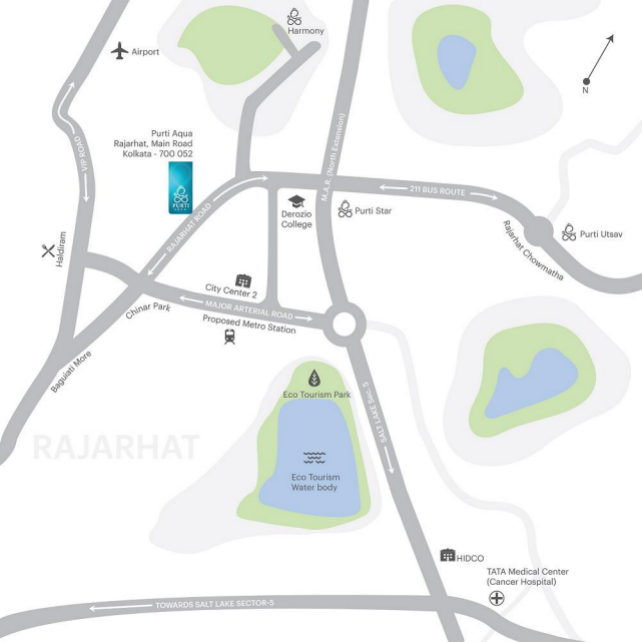 Harmony
Airport
N
Purti Aqua
Rajarhat, Main Road
Kolkata - 700 052
VIP ROAD
PURTI
M.A.R. (North Extension)
211 BUS ROUTE
RAJARHAT ROAD
Derozio
College
Purti Star
Purti Utsav
Rajarhat Chowmatha
Haldiram
City Center 2
MAJOR ARTERIAL ROAD
Chinar Park
Proposed Metro Station
Baguiati More
Eco Tourism Park
SALT LAKE Sec-5
RAJARHAT
Eco Tourism
Water body
HIDCO
TATA Medical Center
(Cancer Hospital)
TOWARDS SALT LAKE SECTOR-5